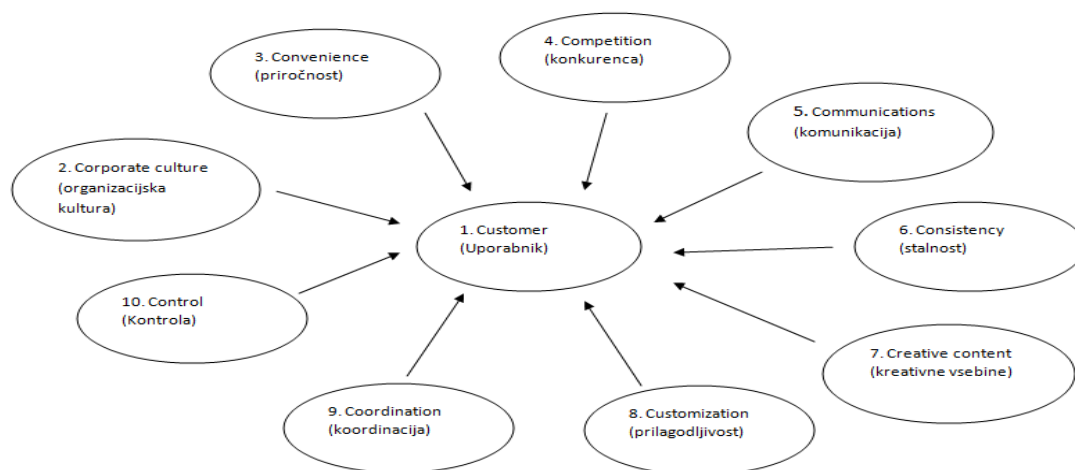 1. Customer
(Uporabnik)
2. Corporate culture
(organizacijska
kultura)
3. Convenience
(priročnost)
4. Competition
(konkurenca)
5. Communications
(komunikacija)
6. Consistency
(stalnost)
7. Creative content
(kreativne vsebine)
8. Customization
(prilagodljivost)
9. Coordination
(koordinacija)
10. Control
(Kontrola)